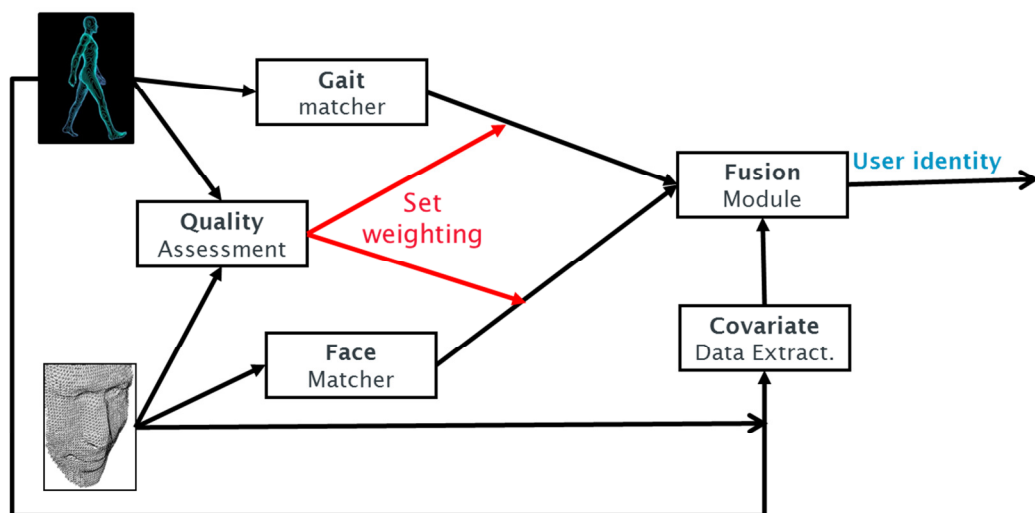 Gait
matcher
User identity
Fusion
Module
Quality
Assessment
Set
weighting
Covariate
Data Extract.
Face
Matcher